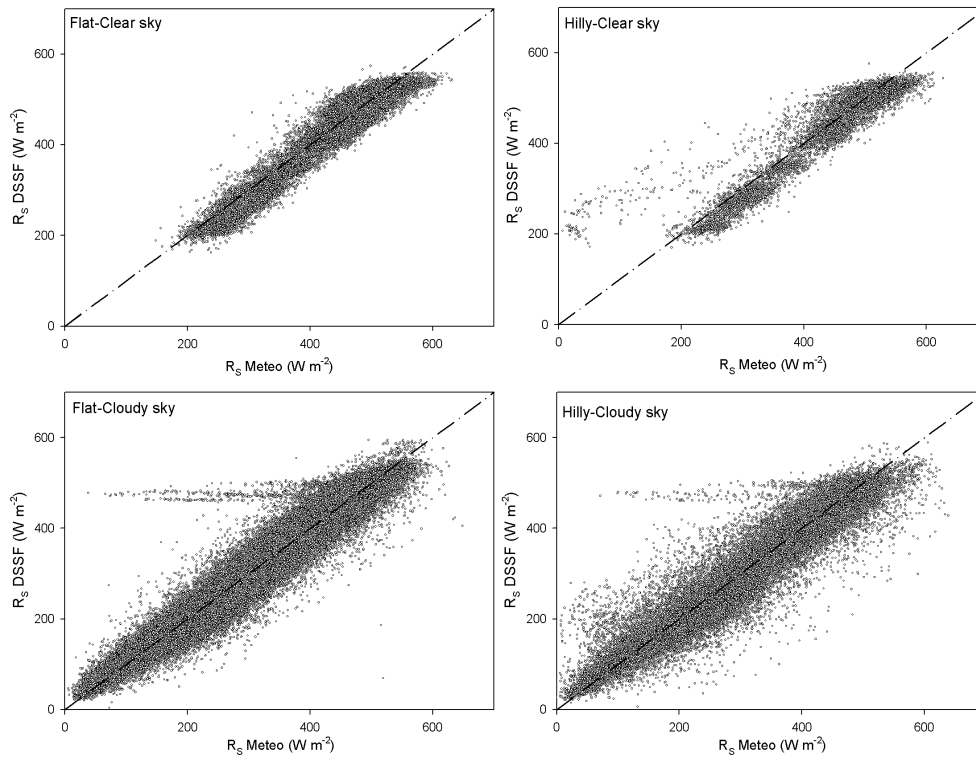 Flat-Clear sky
600
400
200
0
R_S DSSF (W m^-2)
0 200 400 600
R_S Meteo (W m^-2)
Hilly-Clear sky
600
400
200
0
R_S DSSF (W m^-2)
0 200 400 600
R_S Meteo (W m^-2)
Flat-Cloudy sky
600
400
200
0
R_S DSSF (W m^-2)
0 200 400 600
R_S Meteo (W m^-2)
Hilly-Cloudy sky
600
400
200
0
R_S DSSF (W m^-2)
0 200 400 600
R_S Meteo (W m^-2)